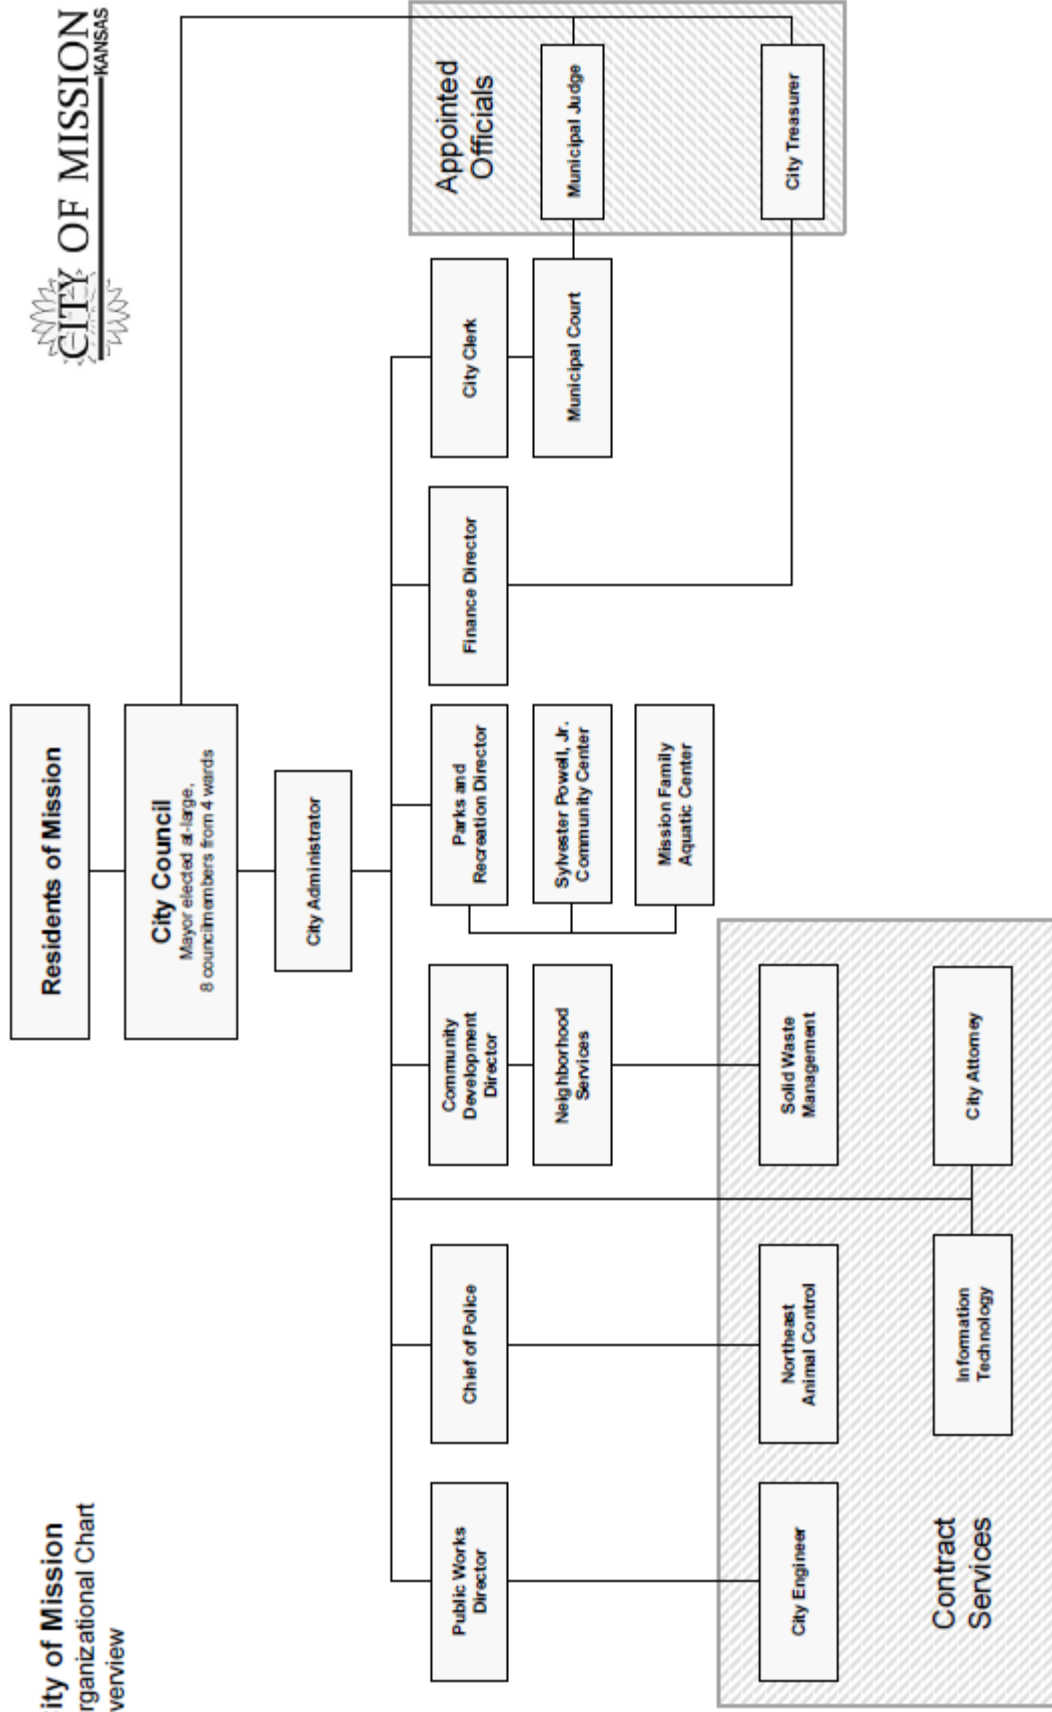 ity of Mission
rganizational Chart
verview
CITY OF MISSION
KANSAS
Residents of Mission
City Council
Mayor elected at-large,
8 councilmembers from 4 wards
City Administrator
Public Works
Director
Chief of Police
Community
Development
Director
Parks and
Recreation Director
Finance Director
City Clerk
Neighborhood
Services
Sylvester Powell, Jr.
Community Center
Municipal Court
Mission Family
Aquatic Center
Appointed
Officials
Municipal Judge
City Treasurer
City Engineer
Northeast
Animal Control
Solid Waste
Management
Contract
Services
Information
Technology
City Attorney